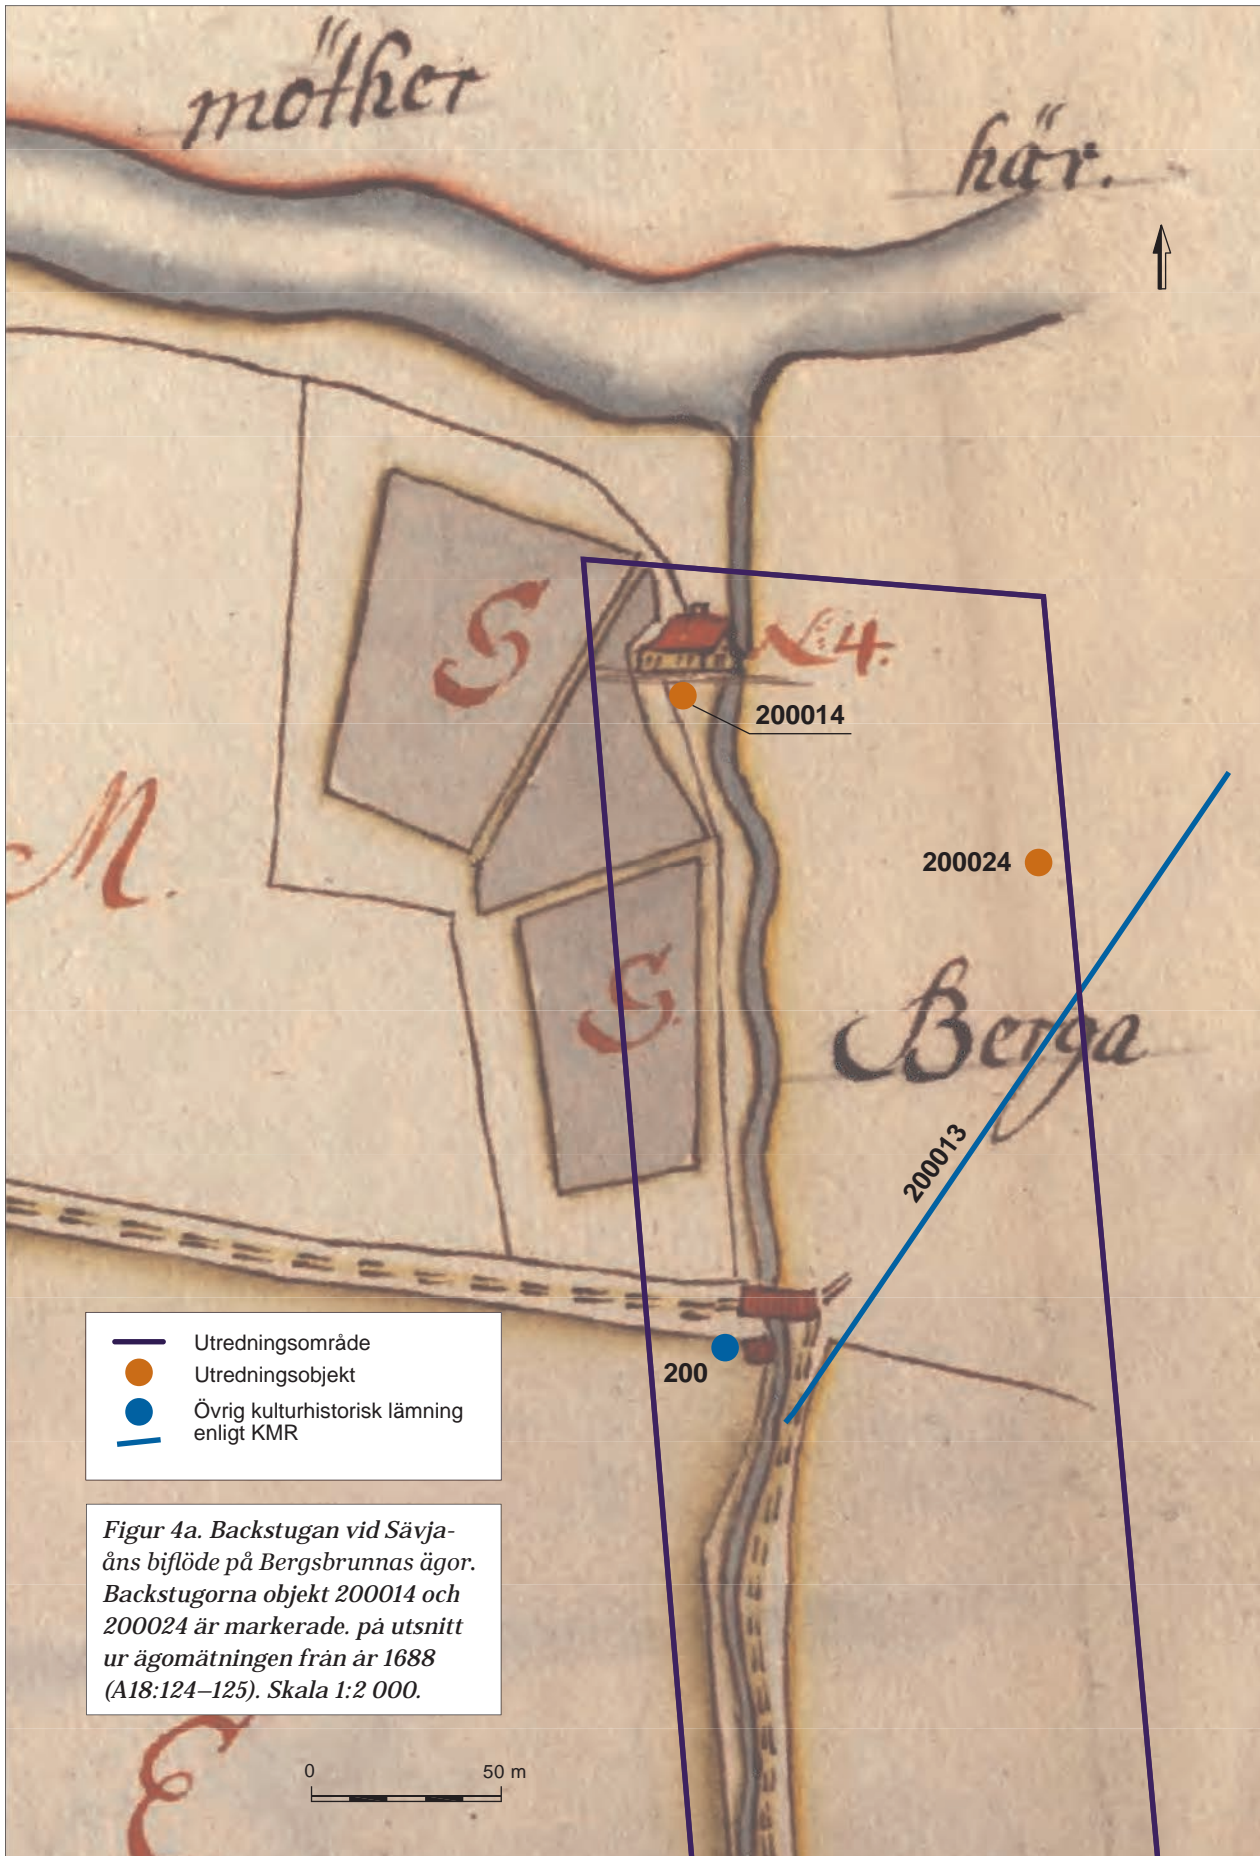 möther
här.
S
N:4.
200014
M.
200024
S.
Berga
200013
200
Utredningsområde
Utredningsobjekt
Övrig kulturhistorisk lämning
enligt KMR
Figur 4a. Backstugan vid Sävja-
åns biflöde på Bergsbrunnas ägor.
Backstugorna objekt 200014 och
200024 är markerade. på utsnitt
ur ägomätningen från år 1688
(A18:124–125). Skala 1:2 000.
E
0 50 m